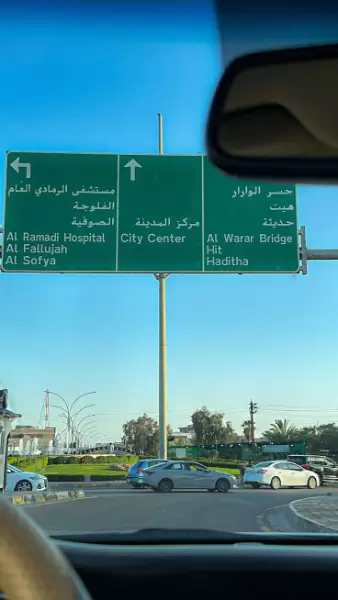 مستشفى الرمادي العام
الفلوجة
الصوفية
Al Ramadi Hospital
Al Fallujah
Al Sofya
مركز المدينة
City Center
جسر الوارار
هيت
حديثة
Al Warar Bridge
Hit
Haditha